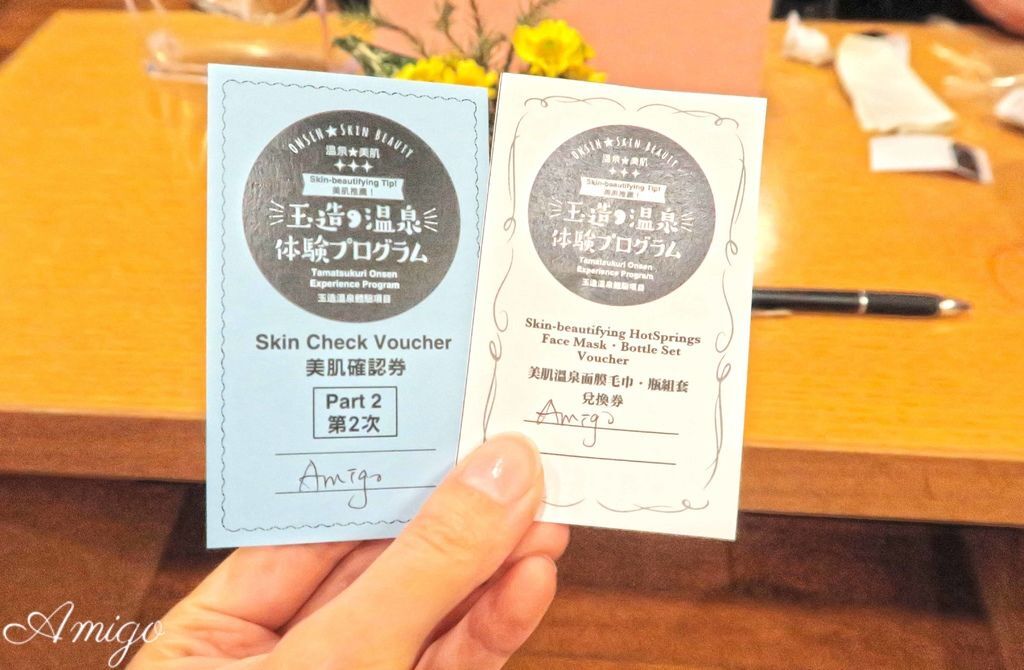 ONSEN★SKIN BEAUTY
温泉★美肌
Skin-beautifying Tip!
美肌推薦！
玉造温泉
体験プログラム
Tamatsukuri Onsen
Experience Program
玉造温泉體驗項目
Skin Check Voucher
美肌確認券
Part 2
第2次
Amigo
ONSEN★SKIN BEAUTY
温泉★美肌
Skin-beautifying Tip!
美肌推薦！
玉造温泉
体験プログラム
Tamatsukuri Onsen
Experience Program
玉造温泉體驗項目
Skin-beautifying HotSprings
Face Mask・Bottle Set
Voucher
美肌溫泉面膜毛巾・瓶組套
兌換券
Amigo
Amigo